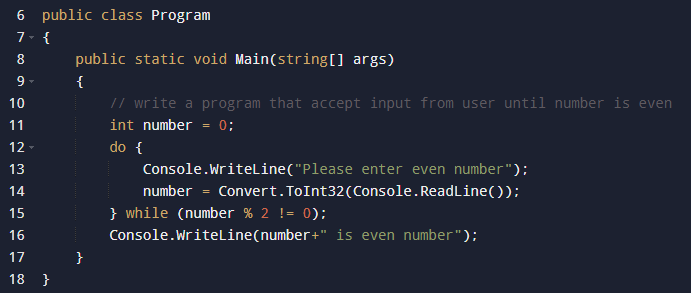 6 public class Program
7 {
8 public static void Main(string[] args)
9 {
10 // write a program that accept input from user until number is even
11 int number = 0;
12 do {
13 Console.WriteLine("Please enter even number");
14 number = Convert.ToInt32(Console.ReadLine());
15 } while (number % 2 != 0);
16 Console.WriteLine(number+" is even number");
17 }
18 }